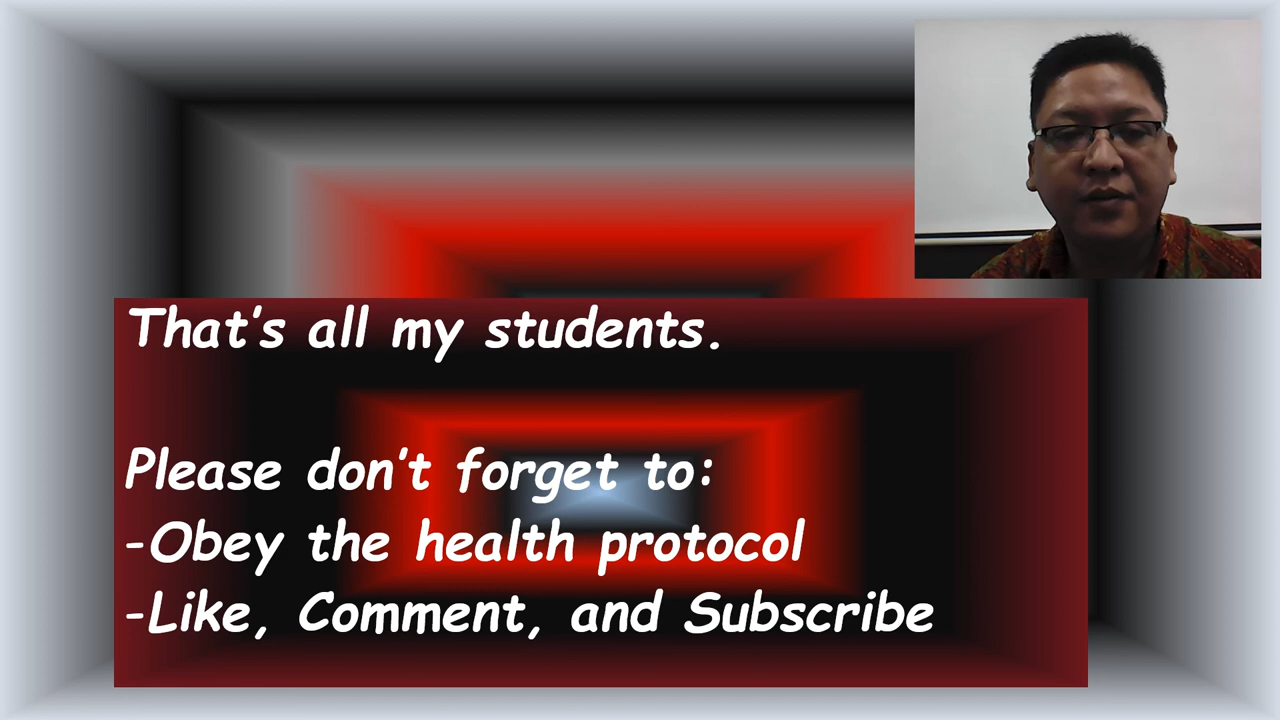 That's all my students.
Please don't forget to:
-Obey the health protocol
-Like, Comment, and Subscribe